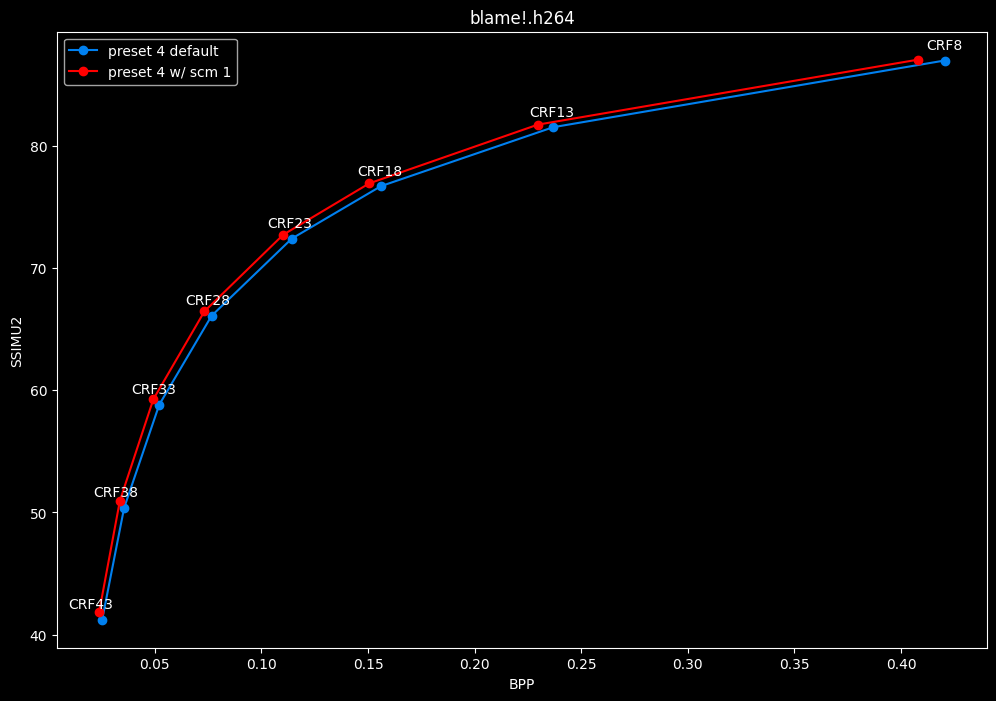 blame!.h264
preset 4 default
preset 4 w/ scm 1
CRF8
CRF13
CRF18
CRF23
CRF28
CRF33
CRF38
CRF43
80
70
60
50
40
SSIMU2
0.05 0.10 0.15 0.20 0.25 0.30 0.35 0.40
BPP